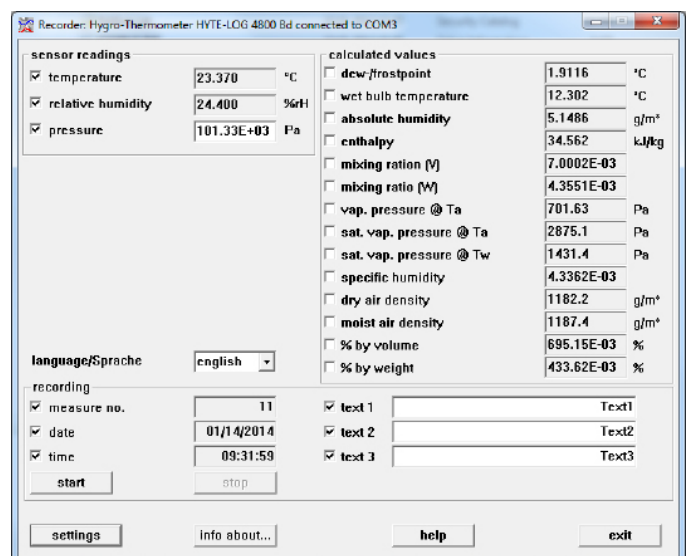 Recorder: Hygro-Thermometer HYTE-LOG 4800 Bd connected to COM3
sensor readings
temperature 23.370 °C
relative humidity 24.400 %rH
pressure 101.33E+03 Pa
calculated values
dew-/frostpoint 1.9116 °C
wet bulb temperature 12.302 °C
absolute humidity 5.1486 g/m³
enthalpy 34.562 kJ/kg
mixing ration (V) 7.0002E-03
mixing ratio (W) 4.3551E-03
vap. pressure @ Ta 701.63 Pa
sat. vap. pressure @ Ta 2875.1 Pa
sat. vap. pressure @ Tw 1431.4 Pa
specific humidity 4.3362E-03
dry air density 1182.2 g/m³
moist air density 1187.4 g/m³
% by volume 695.15E-03 %
% by weight 433.62E-03 %
language/Sprache english
recording
measure no. 11 text 1 Text1
date 01/14/2014 text 2 Text2
time 09:31:59 text 3 Text3
start stop
settings info about... help exit